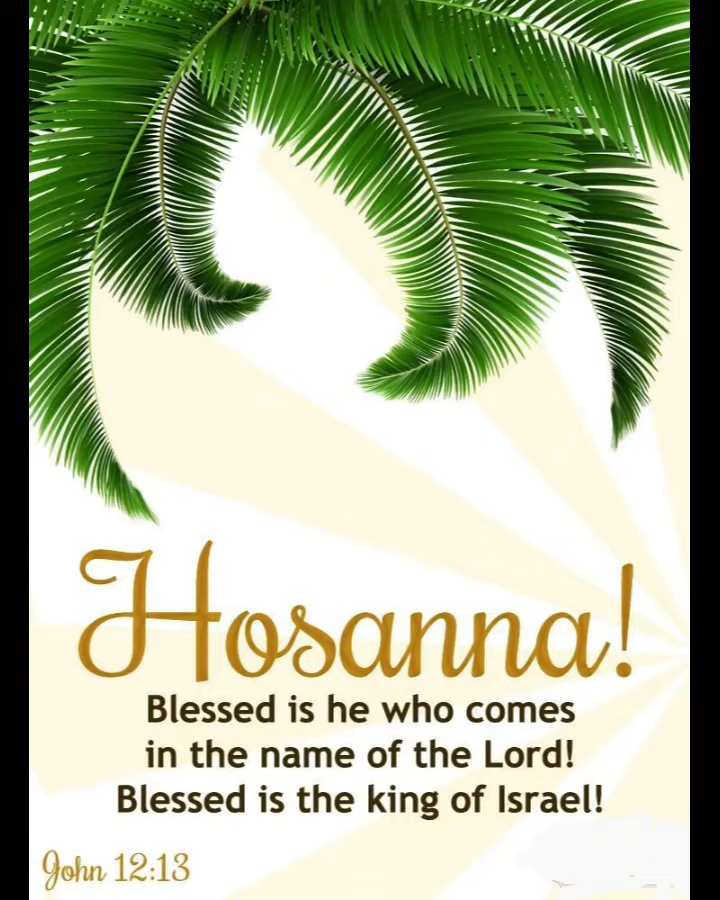 Hosanna!
Blessed is he who comes
in the name of the Lord!
Blessed is the king of Israel!
John 12:13